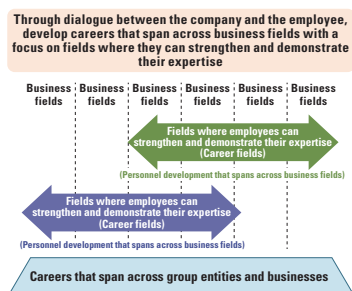 Through dialogue between the company and the employee,
develop careers that span across business fields with a
focus on fields where they can strengthen and demonstrate
their expertise
Business Business Business Business Business Business
fields fields fields fields fields fields
Fields where employees can
strengthen and demonstrate their expertise
(Career fields)
(Personnel development that spans across business fields)
Fields where employees can
strengthen and demonstrate their expertise
(Career fields)
(Personnel development that spans across business fields)
Careers that span across group entities and businesses